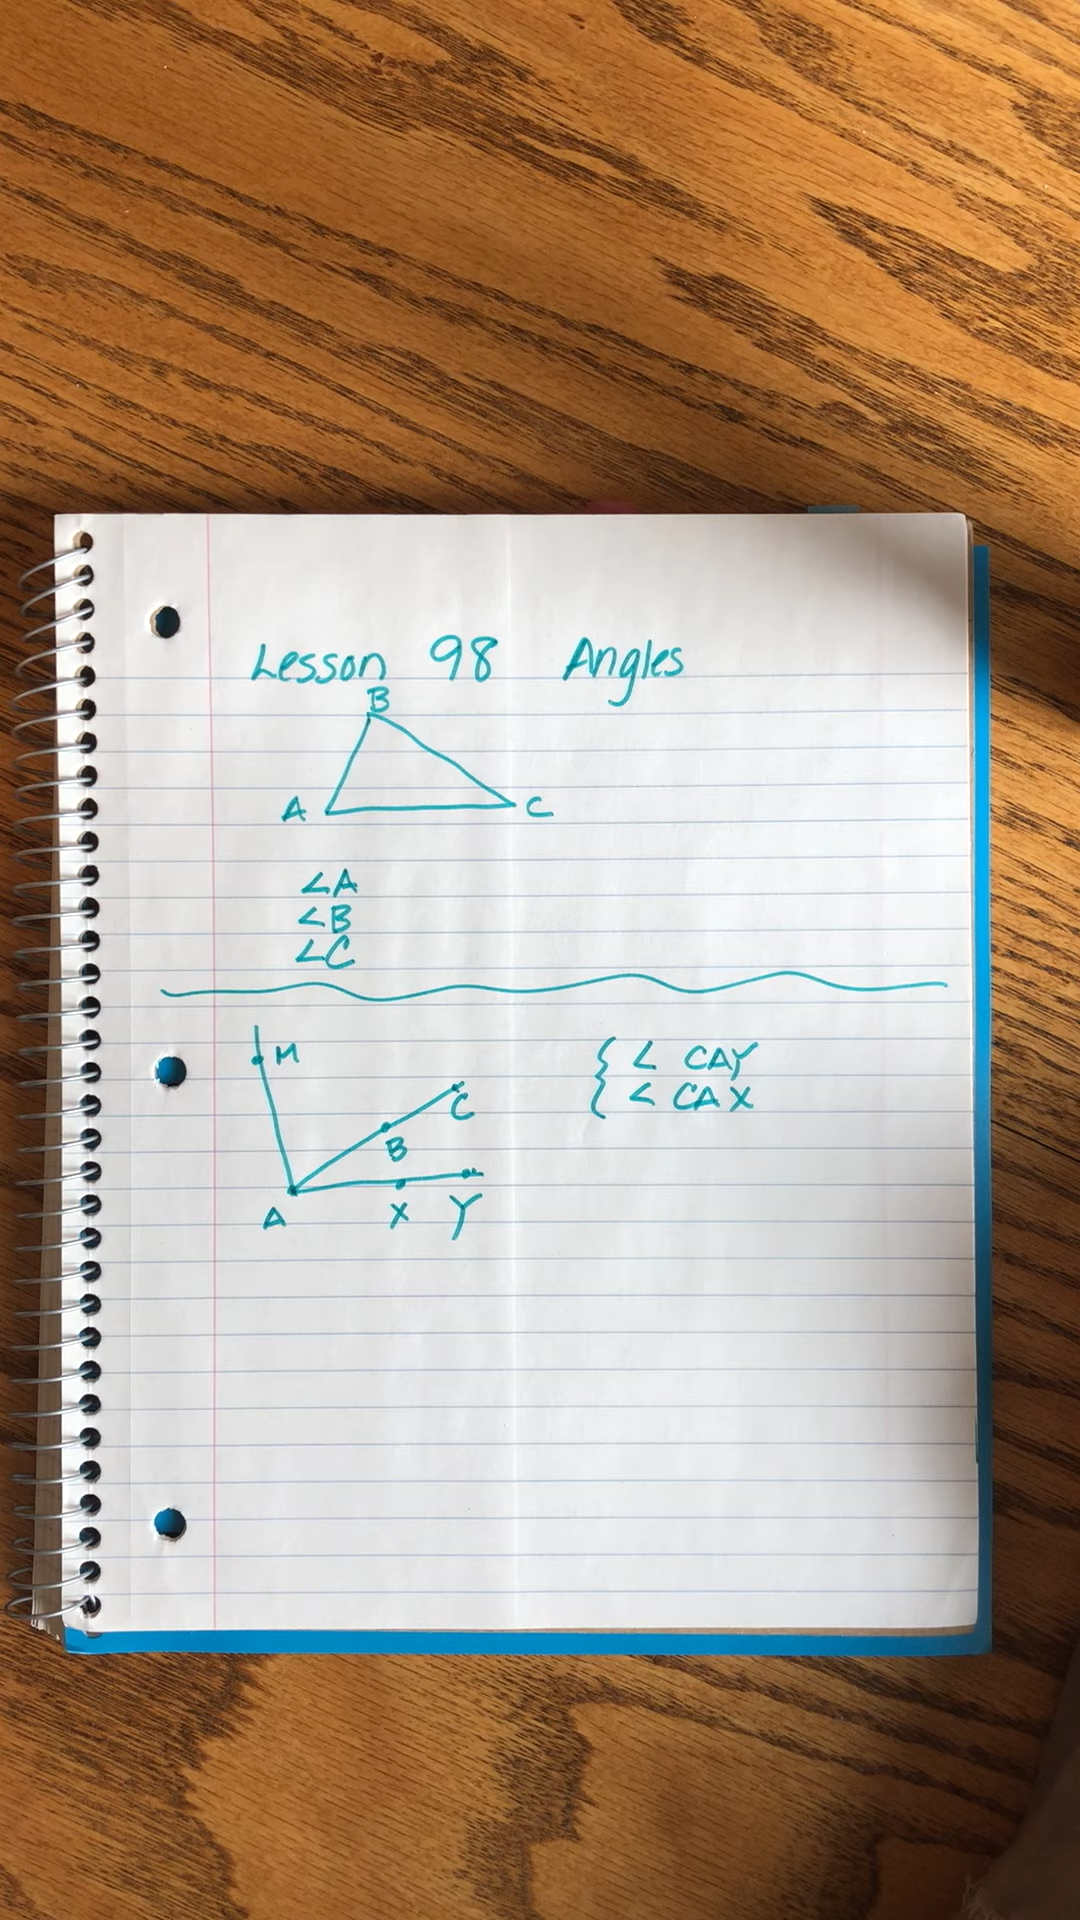 Lesson 98 Angles
B
A C
<A
<B
<C
M
C
B
A X Y
{ < CAY
< CAX